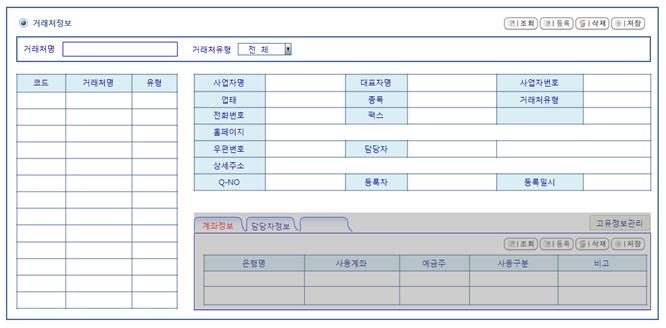 거래처정보 조회 등록 삭제 저장
거래처명 거래처유형 전 체
코드 거래처명 유형
사업자명 대표자명 사업자번호
업태 종목 거래처유형
전화번호 팩스
홈페이지
우편번호 담당자
상세주소
Q-NO 등록자 등록일시
계좌정보 담당자정보 고유정보관리
조회 등록 삭제 저장
은행명 사용계좌 예금주 사용구분 비고